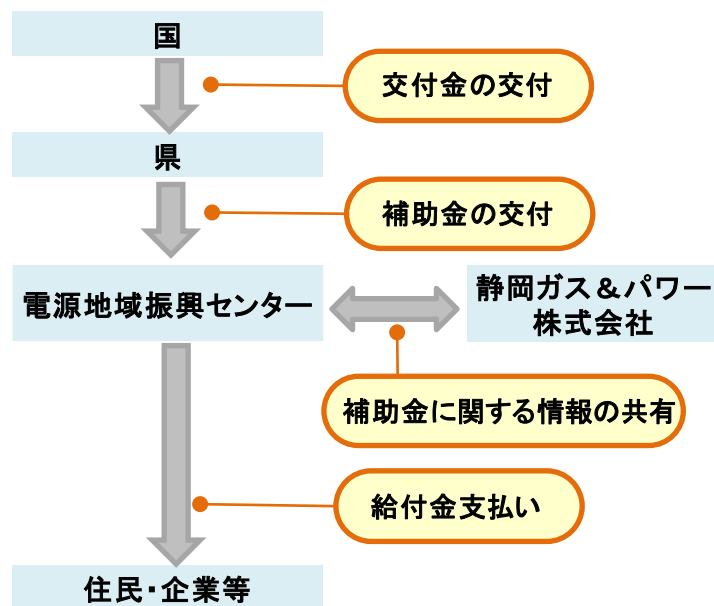 国
交付金の交付
県
補助金の交付
電源地域振興センター
静岡ガス＆パワー
株式会社
補助金に関する情報の共有
給付金支払い
住民・企業等